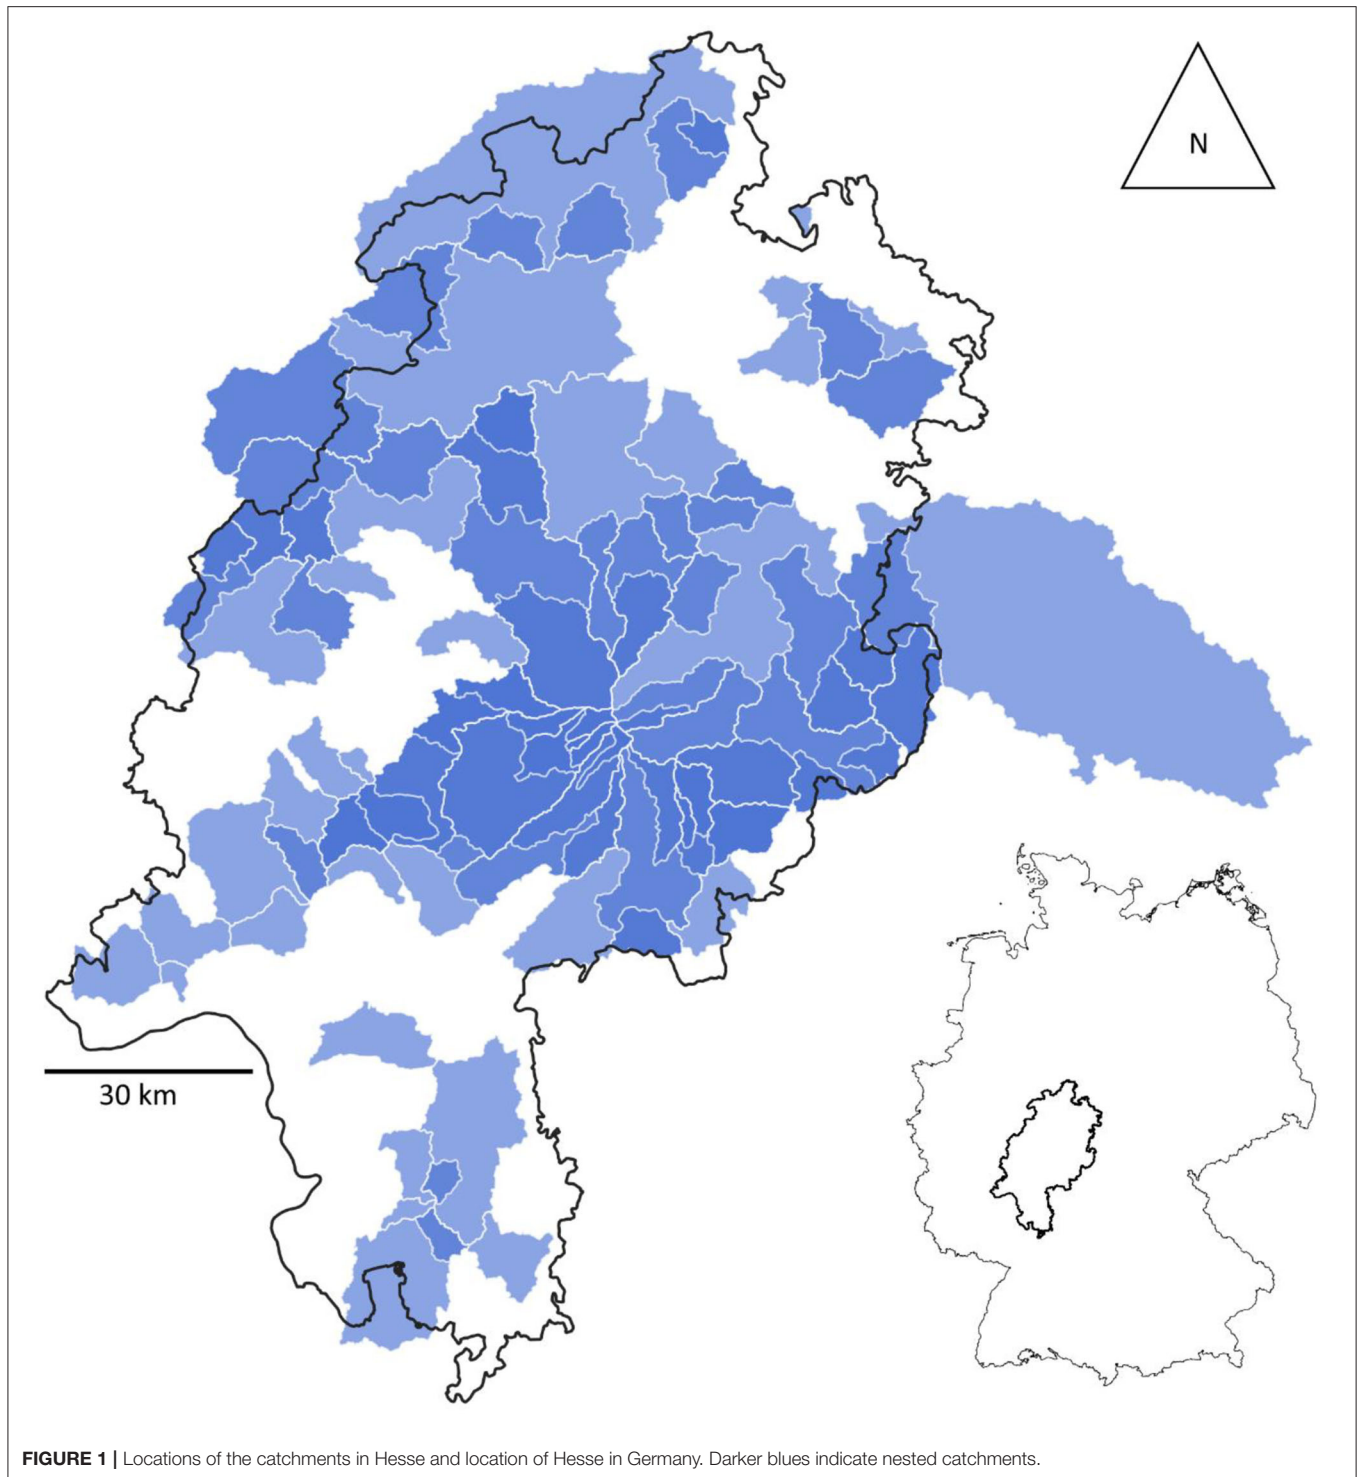 N
30 km
FIGURE 1 | Locations of the catchments in Hesse and location of Hesse in Germany. Darker blues indicate nested catchments.